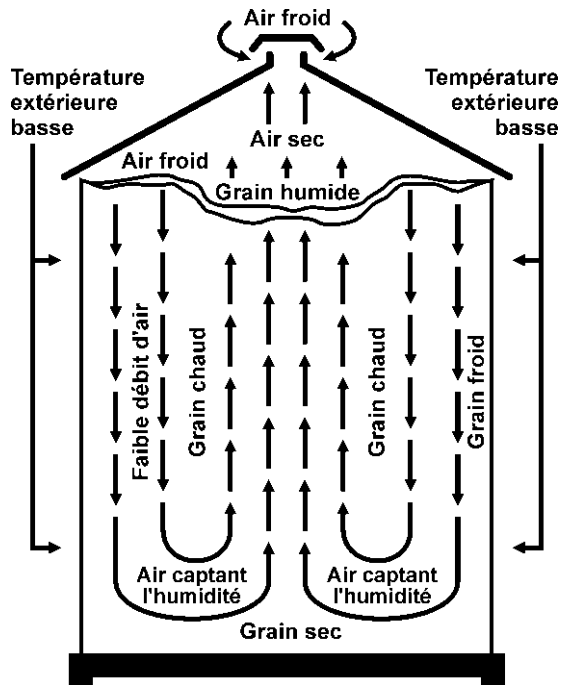 Air froid
Température
extérieure
basse
Température
extérieure
basse
Air sec
Air froid
Grain humide
Faible débit d'air
Grain chaud
Grain chaud
Grain froid
Air captant
l'humidité
Air captant
l'humidité
Grain sec